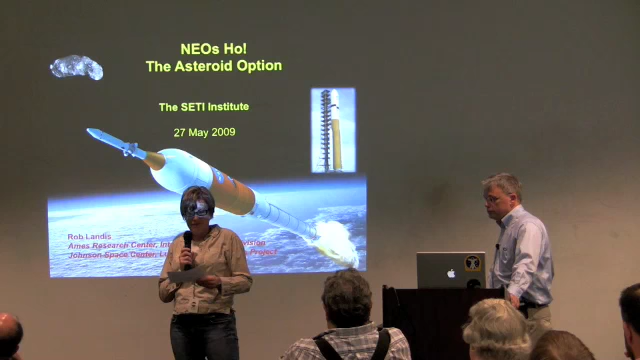 NEOs Ho!
The Asteroid Option
The SETI Institute
27 May 2009
Rob Landis
Ames Research Center,
Johnson Space Center, Project